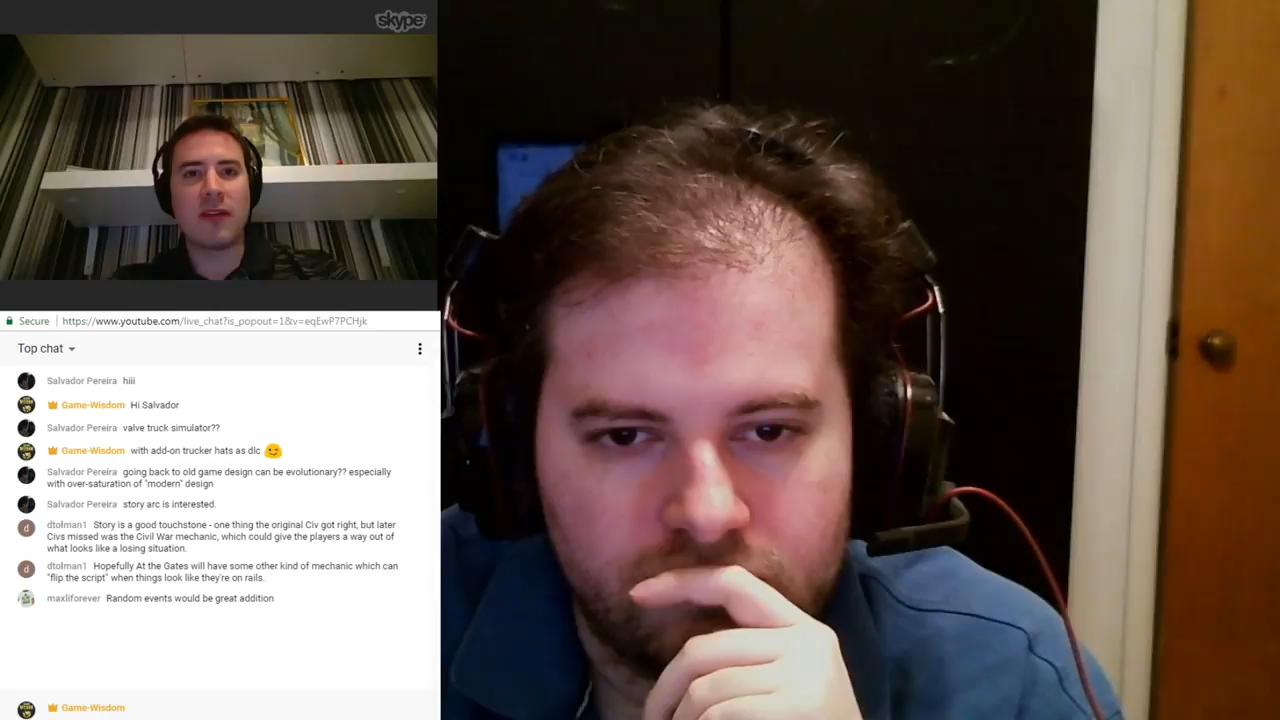 skype
Secure | https://www.youtube.com/live_chat?is_popout=1&v=eqEwP7PCHjk
Top chat
Salvador Pereira hiii
Game-Wisdom Hi Salvador
Salvador Pereira valve truck simulator??
Game-Wisdom with add-on trucker hats as dlc
Salvador Pereira going back to old game design can be evolutionary?? especially
with over-saturation of "modern" design
Salvador Pereira story arc is interested.
dtolman1 Story is a good touchstone - one thing the original Civ got right, but later
Civs missed was the Civil War mechanic, which could give the players a way out of
what looks like a losing situation.
dtolman1 Hopefully At the Gates will have some other kind of mechanic which can
"flip the script" when things look like they're on rails.
maxliforever Random events would be great addition
Game-Wisdom